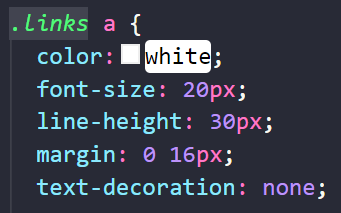 .links a {
color: white;
font-size: 20px;
line-height: 30px;
margin: 0 16px;
text-decoration: none;